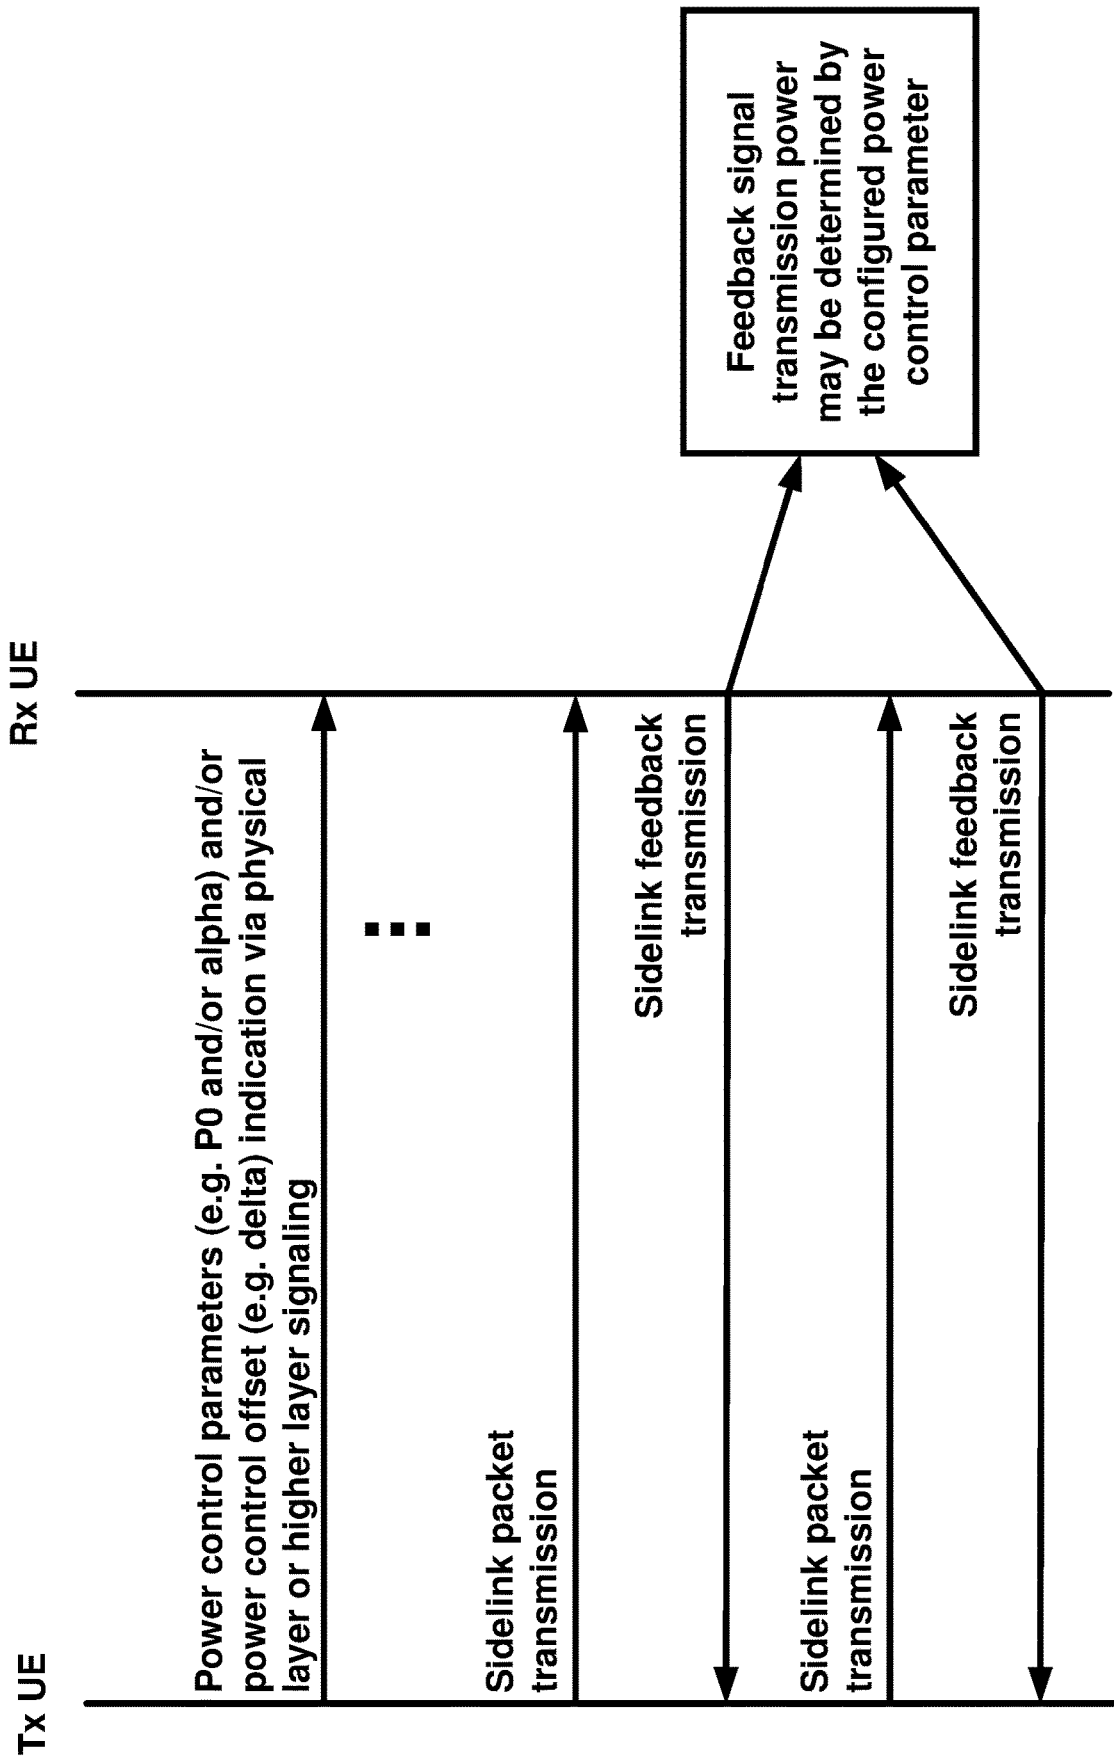 Tx UE
Rx UE
Power control parameters (e.g. P0 and/or alpha) and/or
power control offset (e.g. delta) indication via physical
layer or higher layer signaling
Sidelink packet
transmission
Sidelink feedback
transmission
Sidelink packet
transmission
Sidelink feedback
transmission
Feedback signal
transmission power
may be determined by
the configured power
control parameter